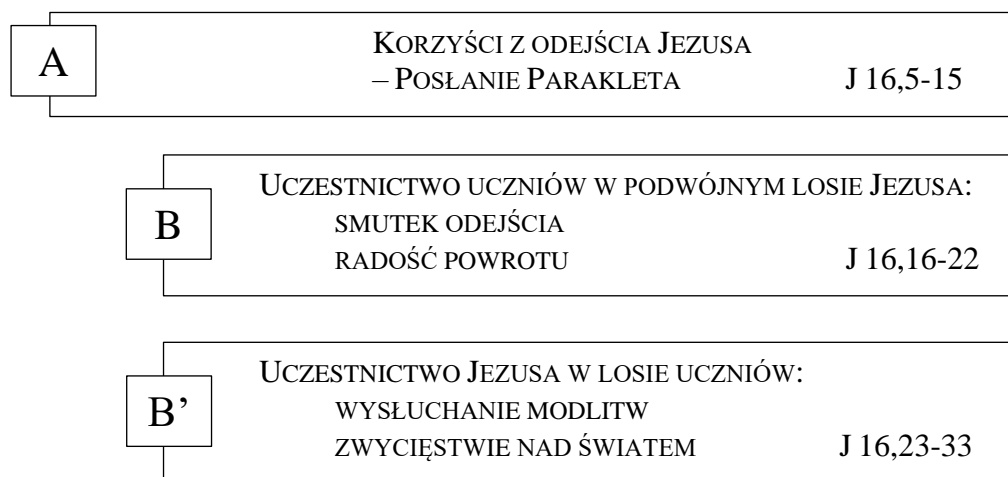 A
KORZYŚCI Z ODEJŚCIA JEZUSA
– POSŁANIE PARAKLETA J 16,5-15
B
UCZESTNICTWO UCZNIÓW W PODWÓJNYM LOSIE JEZUSA:
SMUTEK ODEJŚCIA
RADOŚĆ POWROTU J 16,16-22
B’
UCZESTNICTWO JEZUSA W LOSIE UCZNIÓW:
WYSŁUCHANIE MODLITW
ZWYCIĘSTWIE NAD ŚWIATEM J 16,23-33